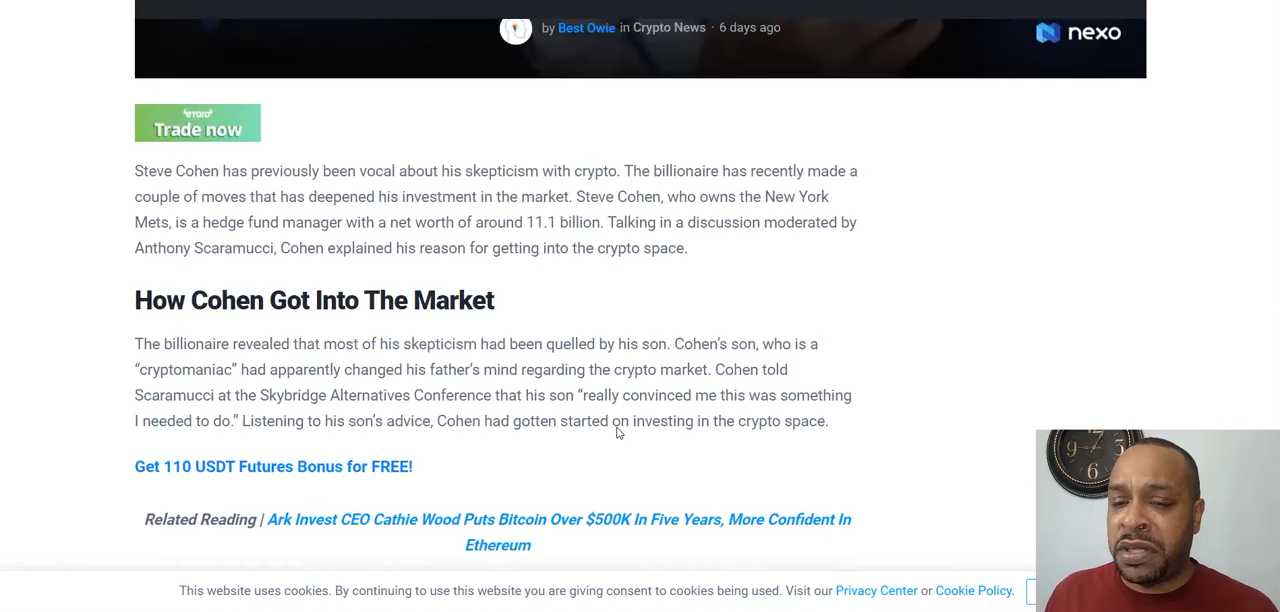 by Best Owie in Crypto News · 6 days ago
nexo
eTORO
Trade now
Steve Cohen has previously been vocal about his skepticism with crypto. The billionaire has recently made a
couple of moves that has deepened his investment in the market. Steve Cohen, who owns the New York
Mets, is a hedge fund manager with a net worth of around 11.1 billion. Talking in a discussion moderated by
Anthony Scaramucci, Cohen explained his reason for getting into the crypto space.
How Cohen Got Into The Market
The billionaire revealed that most of his skepticism had been quelled by his son. Cohen’s son, who is a
“cryptomaniac” had apparently changed his father’s mind regarding the crypto market. Cohen told
Scaramucci at the Skybridge Alternatives Conference that his son “really convinced me this was something
I needed to do.” Listening to his son’s advice, Cohen had gotten started on investing in the crypto space.
Get 110 USDT Futures Bonus for FREE!
Related Reading | Ark Invest CEO Cathie Wood Puts Bitcoin Over $500K In Five Years, More Confident In
Ethereum
This website uses cookies. By continuing to use this website you are giving consent to cookies being used. Visit our Privacy Center or Cookie Policy.